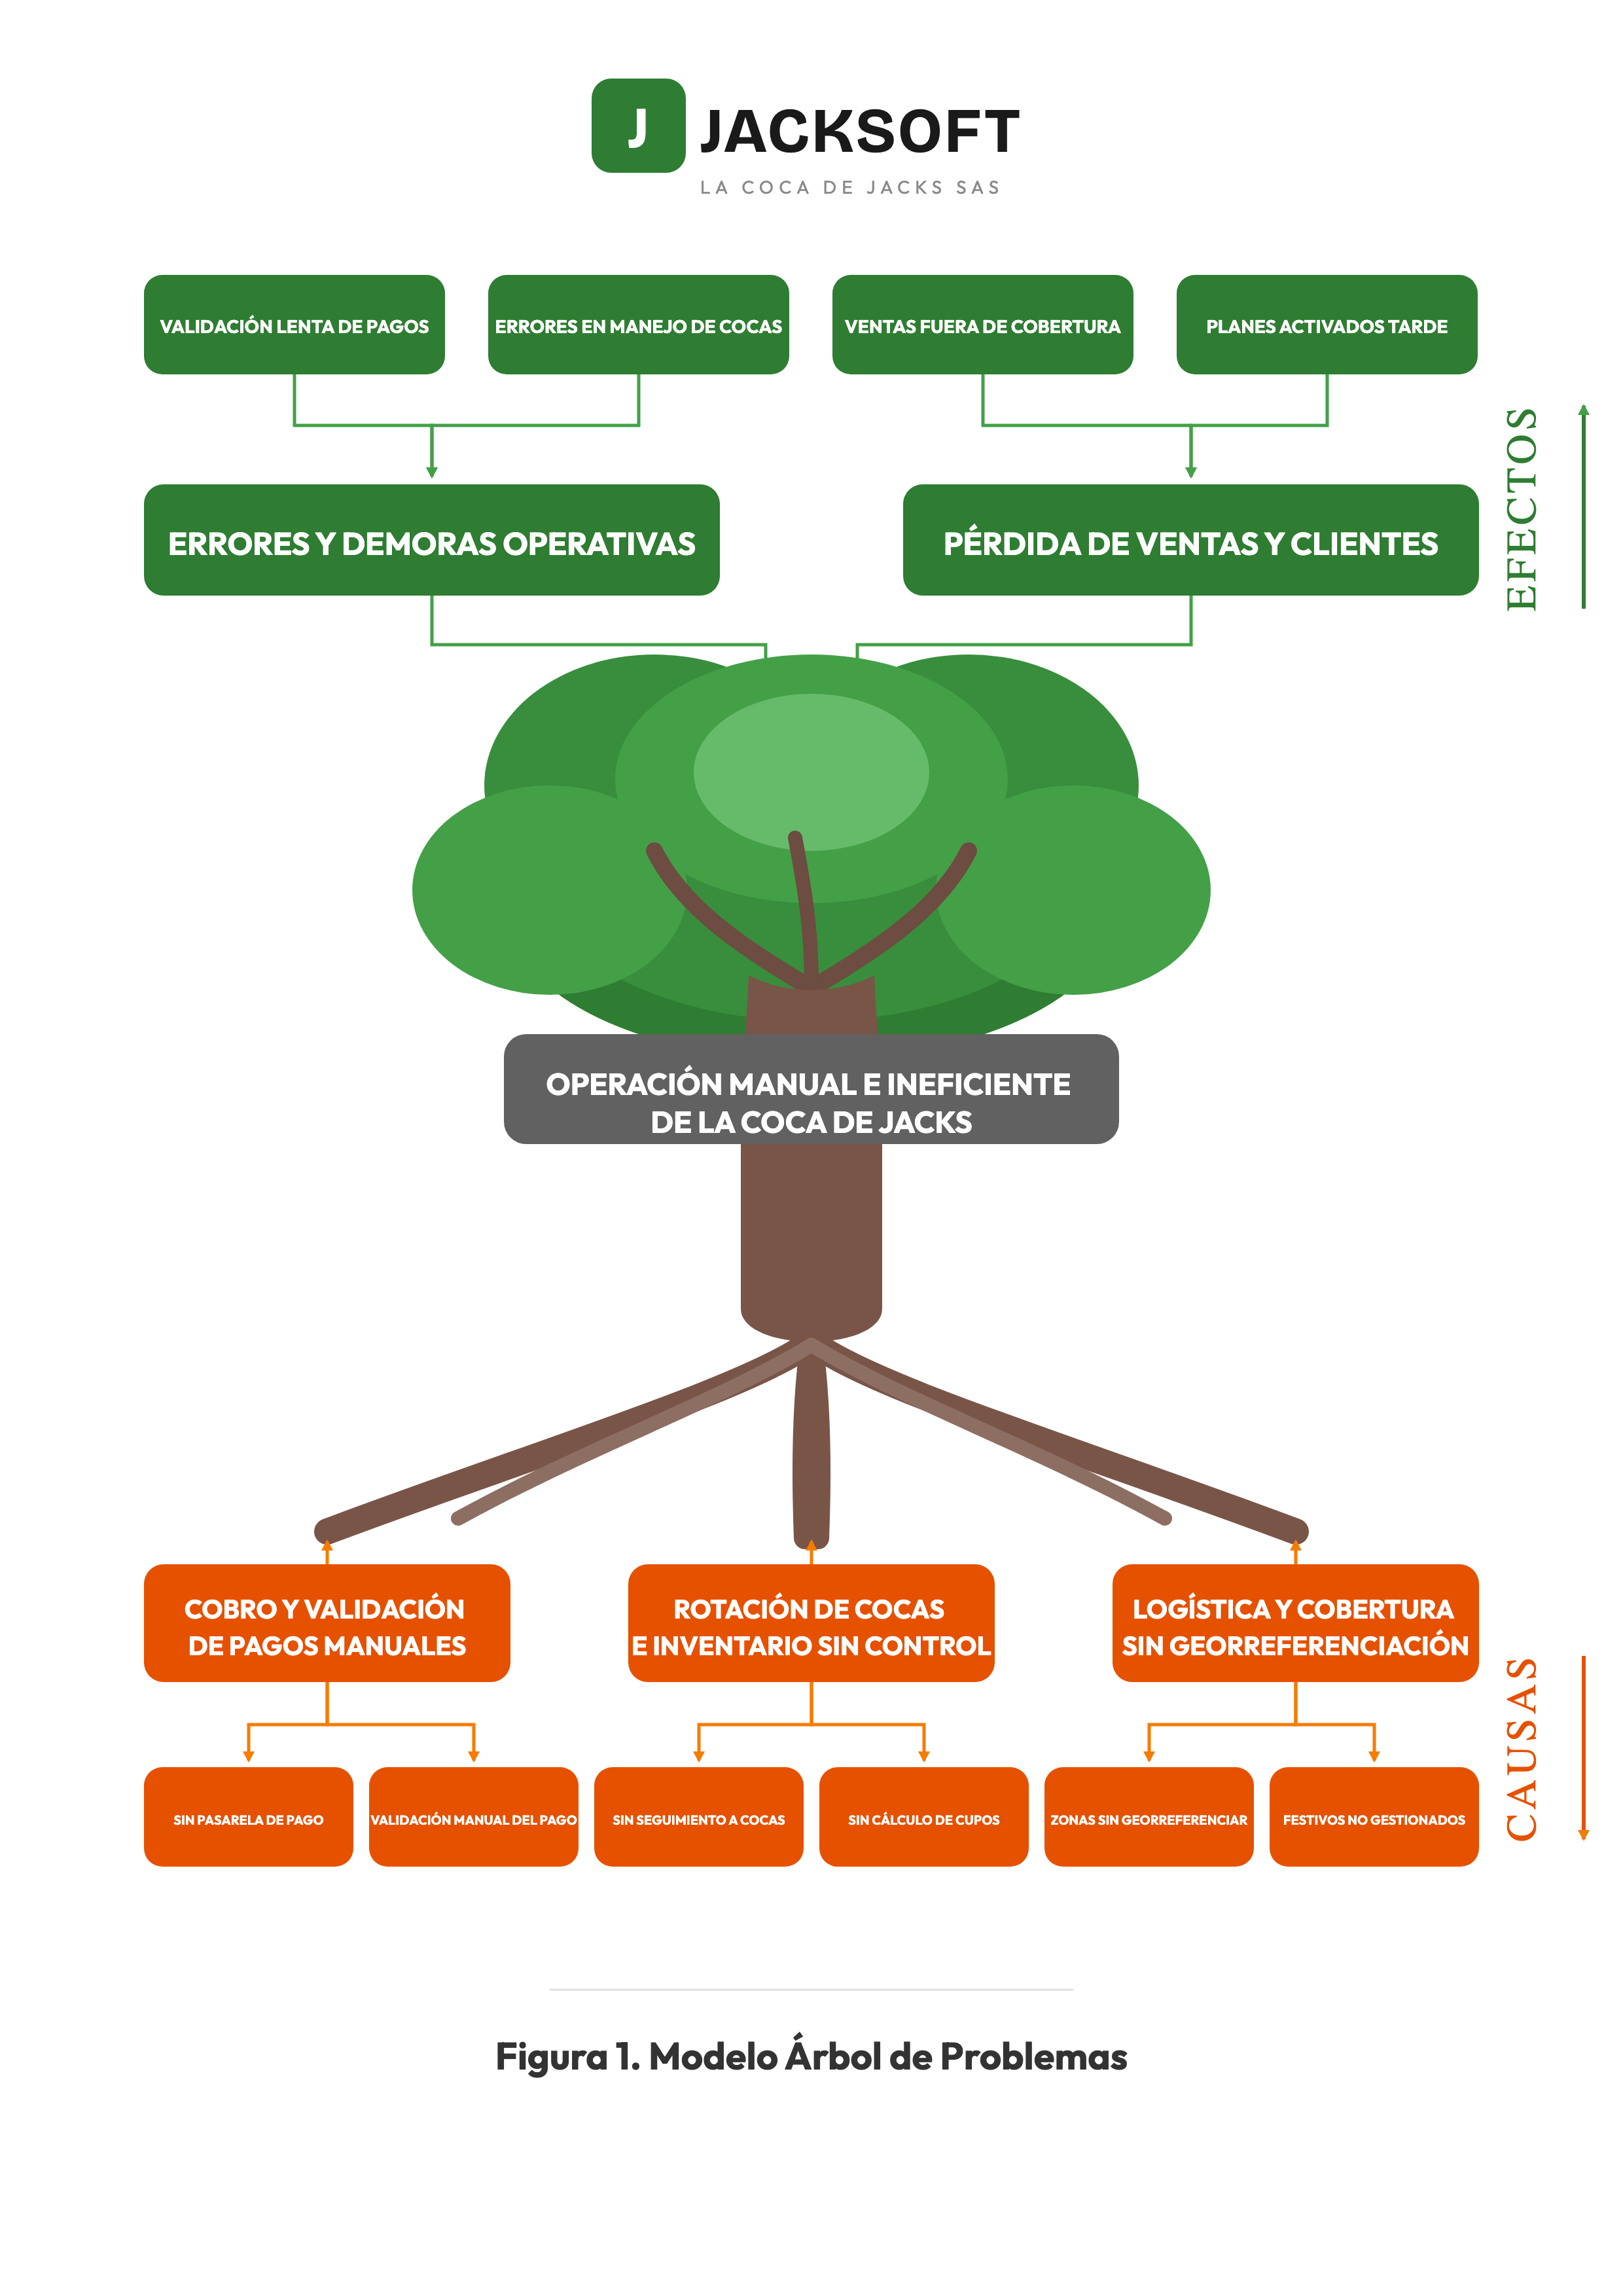 J
JACKSOFT
LA COCA DE JACKS SAS
VALIDACIÓN LENTA DE PAGOS
ERRORES EN MANEJO DE COCAS
VENTAS FUERA DE COBERTURA
PLANES ACTIVADOS TARDE
EFECTOS
ERRORES Y DEMORAS OPERATIVAS
PÉRDIDA DE VENTAS Y CLIENTES
OPERACIÓN MANUAL E INEFICIENTE
DE LA COCA DE JACKS
COBRO Y VALIDACIÓN
DE PAGOS MANUALES
ROTACIÓN DE COCAS
E INVENTARIO SIN CONTROL
LOGÍSTICA Y COBERTURA
SIN GEORREFERENCIACIÓN
CAUSAS
SIN PASARELA DE PAGO
VALIDACIÓN MANUAL DEL PAGO
SIN SEGUIMIENTO A COCAS
SIN CÁLCULO DE CUPOS
ZONAS SIN GEORREFERENCIAR
FESTIVOS NO GESTIONADOS
Figura 1. Modelo Árbol de Problemas